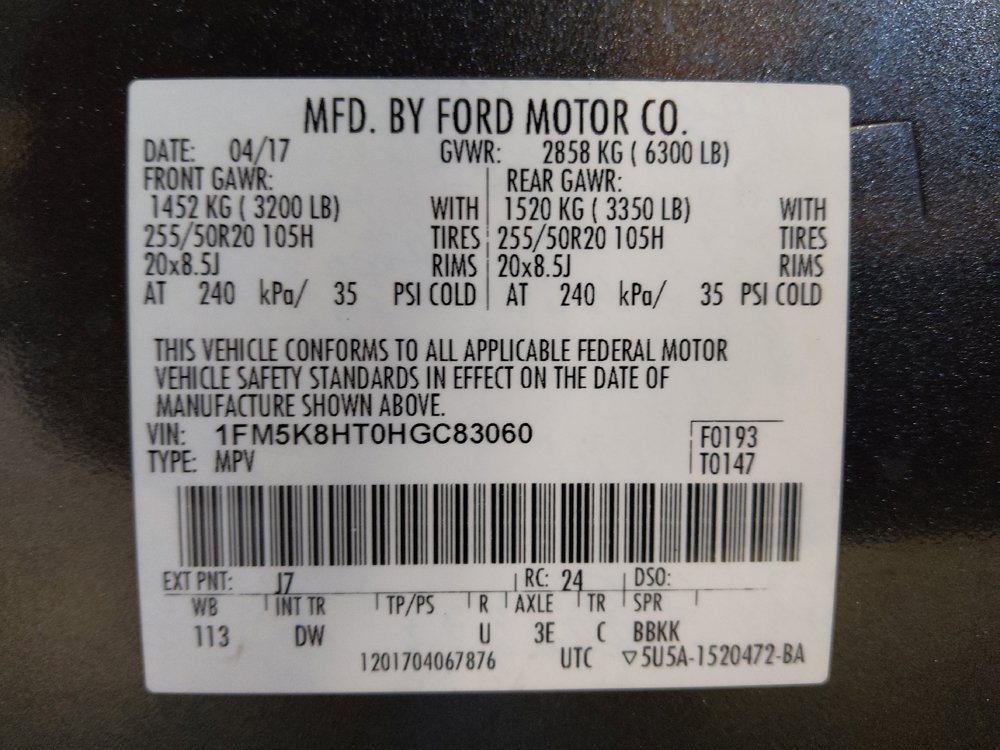 MFD. BY FORD MOTOR CO.
DATE: 04/17 GVWR: 2858 KG ( 6300 LB)
FRONT GAWR: REAR GAWR:
1452 KG ( 3200 LB) WITH 1520 KG ( 3350 LB) WITH
255/50R20 105H TIRES 255/50R20 105H TIRES
20x8.5J RIMS 20x8.5J RIMS
AT 240 kPa/ 35 PSI COLD AT 240 kPa/ 35 PSI COLD
THIS VEHICLE CONFORMS TO ALL APPLICABLE FEDERAL MOTOR
VEHICLE SAFETY STANDARDS IN EFFECT ON THE DATE OF
MANUFACTURE SHOWN ABOVE.
VIN: 1FM5K8HT0HGC83060 F0193
TYPE: MPV T0147
EXT PNT: J7 RC: 24 DSO:
WB INT TR TP/PS R AXLE TR SPR
113 DW U 3E C BBKK
1201704067876 UTC ▽5U5A-1520472-BA